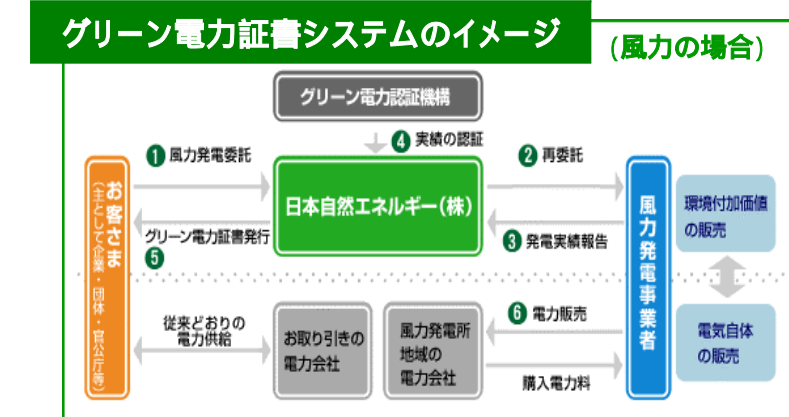 グリーン電力証書システムのイメージ
(風力の場合)
グリーン電力認証機構
④ 実績の認証
① 風力発電委託
② 再委託
お客さま
(主として企業・団体・官公庁等)
日本自然エネルギー(株)
風力発電事業者
環境付加価値
の販売
グリーン電力証書発行
⑤
③ 発電実績報告
従来どおりの
電力供給
お取り引きの
電力会社
風力発電所
地域の
電力会社
⑥ 電力販売
購入電力料
電気自体
の販売